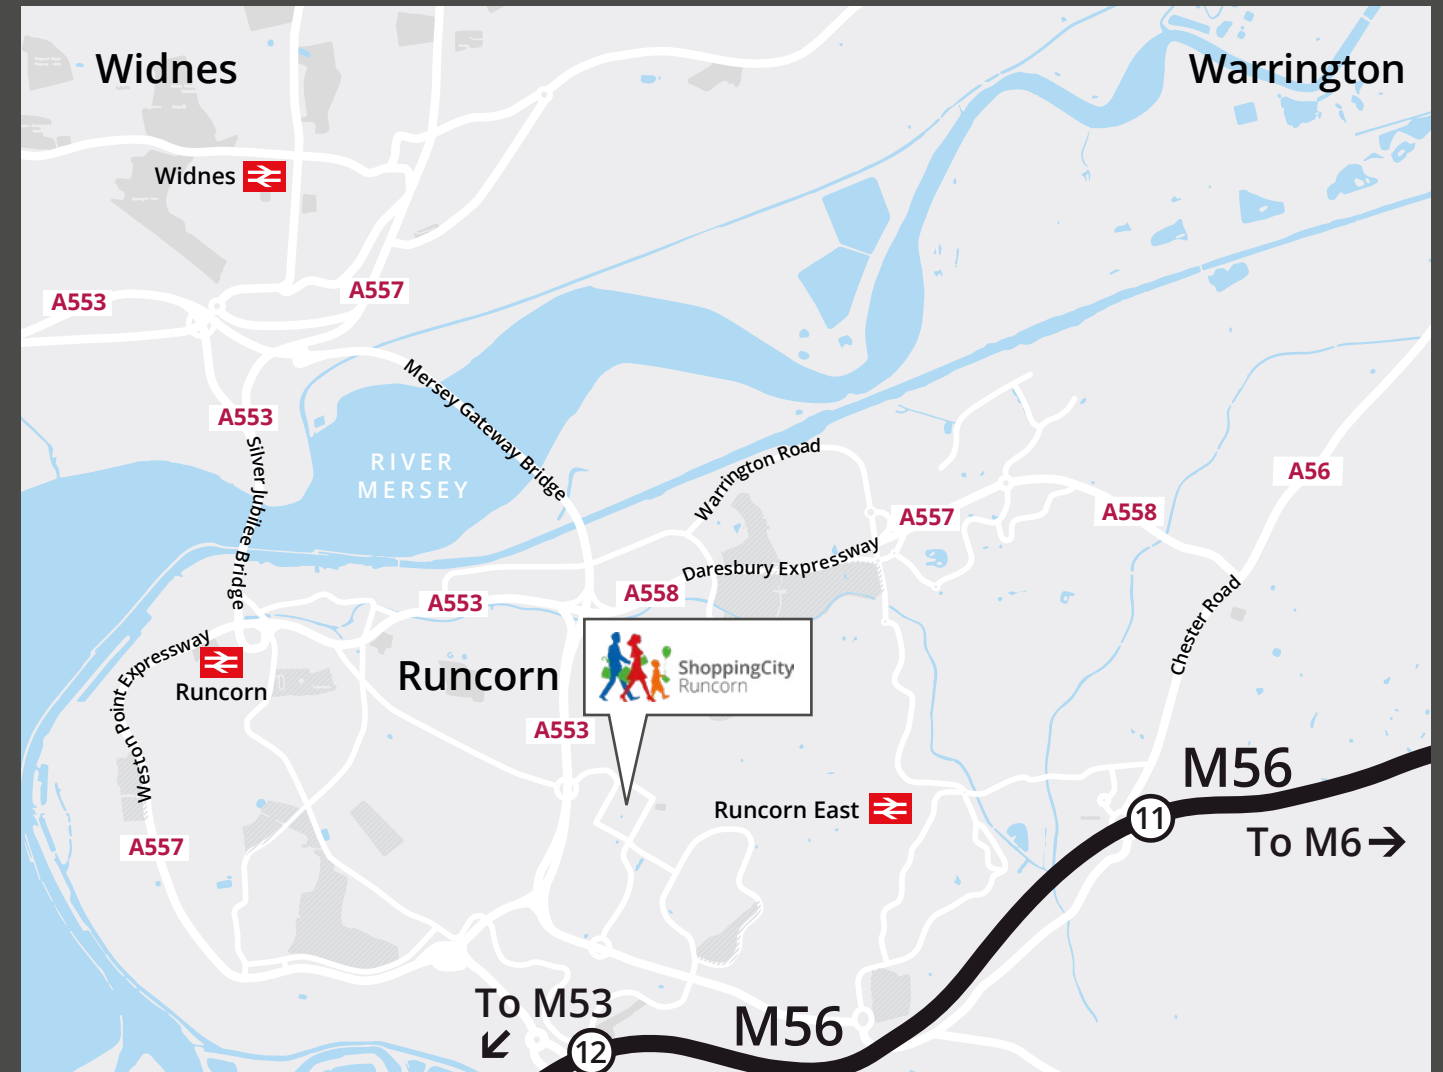 Widnes
Warrington
Widnes
A553
A557
Mersey Gateway Bridge
A553
Silver Jubilee Bridge
RIVER
MERSEY
Warrington Road
A56
A557
A558
Daresbury Expressway
A553
A558
Chester Road
Weston Point Expressway
Runcorn
Runcorn
ShoppingCity
Runcorn
A553
M56
11
To M6
Runcorn East
A557
To M53
M56
12